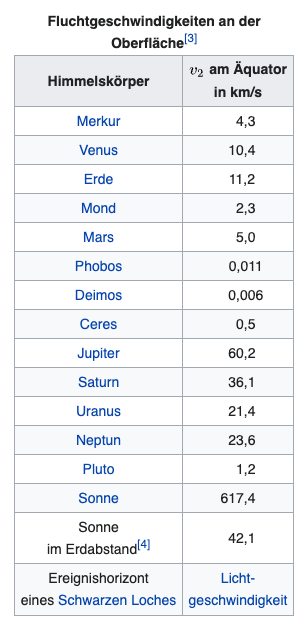 Fluchtgeschwindigkeiten an der
Oberfläche[3]
Himmelskörper
v₂ am Äquator
in km/s
Merkur 4,3
Venus 10,4
Erde 11,2
Mond 2,3
Mars 5,0
Phobos 0,011
Deimos 0,006
Ceres 0,5
Jupiter 60,2
Saturn 36,1
Uranus 21,4
Neptun 23,6
Pluto 1,2
Sonne 617,4
Sonne
im Erdabstand[4]
42,1
Ereignishorizont
eines Schwarzen Loches
Licht-
geschwindigkeit